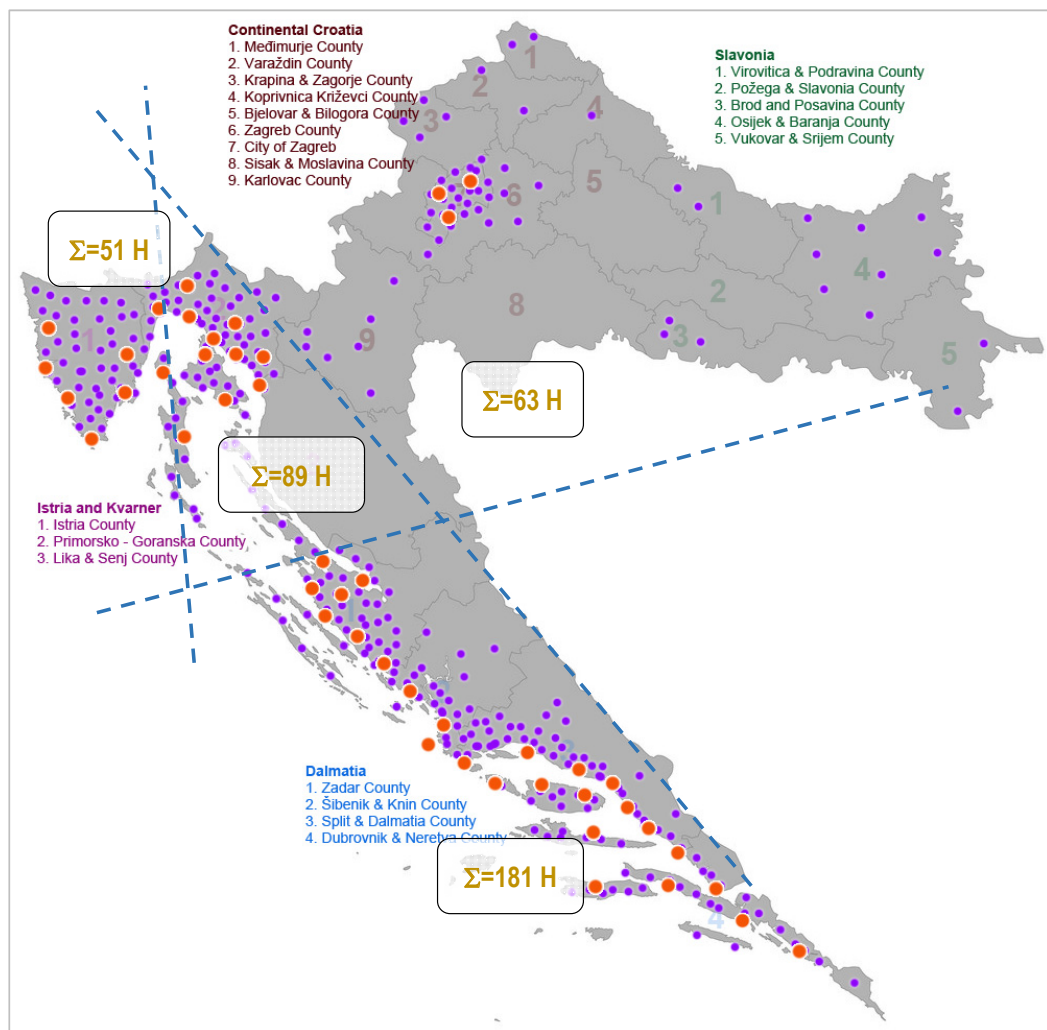 Continental Croatia
1. Međimurje County
2. Varaždin County
3. Krapina & Zagorje County
4. Koprivnica Križevci County
5. Bjelovar & Bilogora County
6. Zagreb County
7. City of Zagreb
8. Sisak & Moslavina County
9. Karlovac County
Slavonia
1. Virovitica & Podravina County
2. Požega & Slavonia County
3. Brod and Posavina County
4. Osijek & Baranja County
5. Vukovar & Srijem County
1
2
3
4
5
6
1
4
2
3
5
8
9
Σ=51 H
1
2
Σ=63 H
Σ=89 H
Istria and Kvarner
1. Istria County
2. Primorsko - Goranska County
3. Lika & Senj County
1
Dalmatia
1. Zadar County
2. Šibenik & Knin County
3. Split & Dalmatia County
4. Dubrovnik & Neretva County
Σ=181 H
4